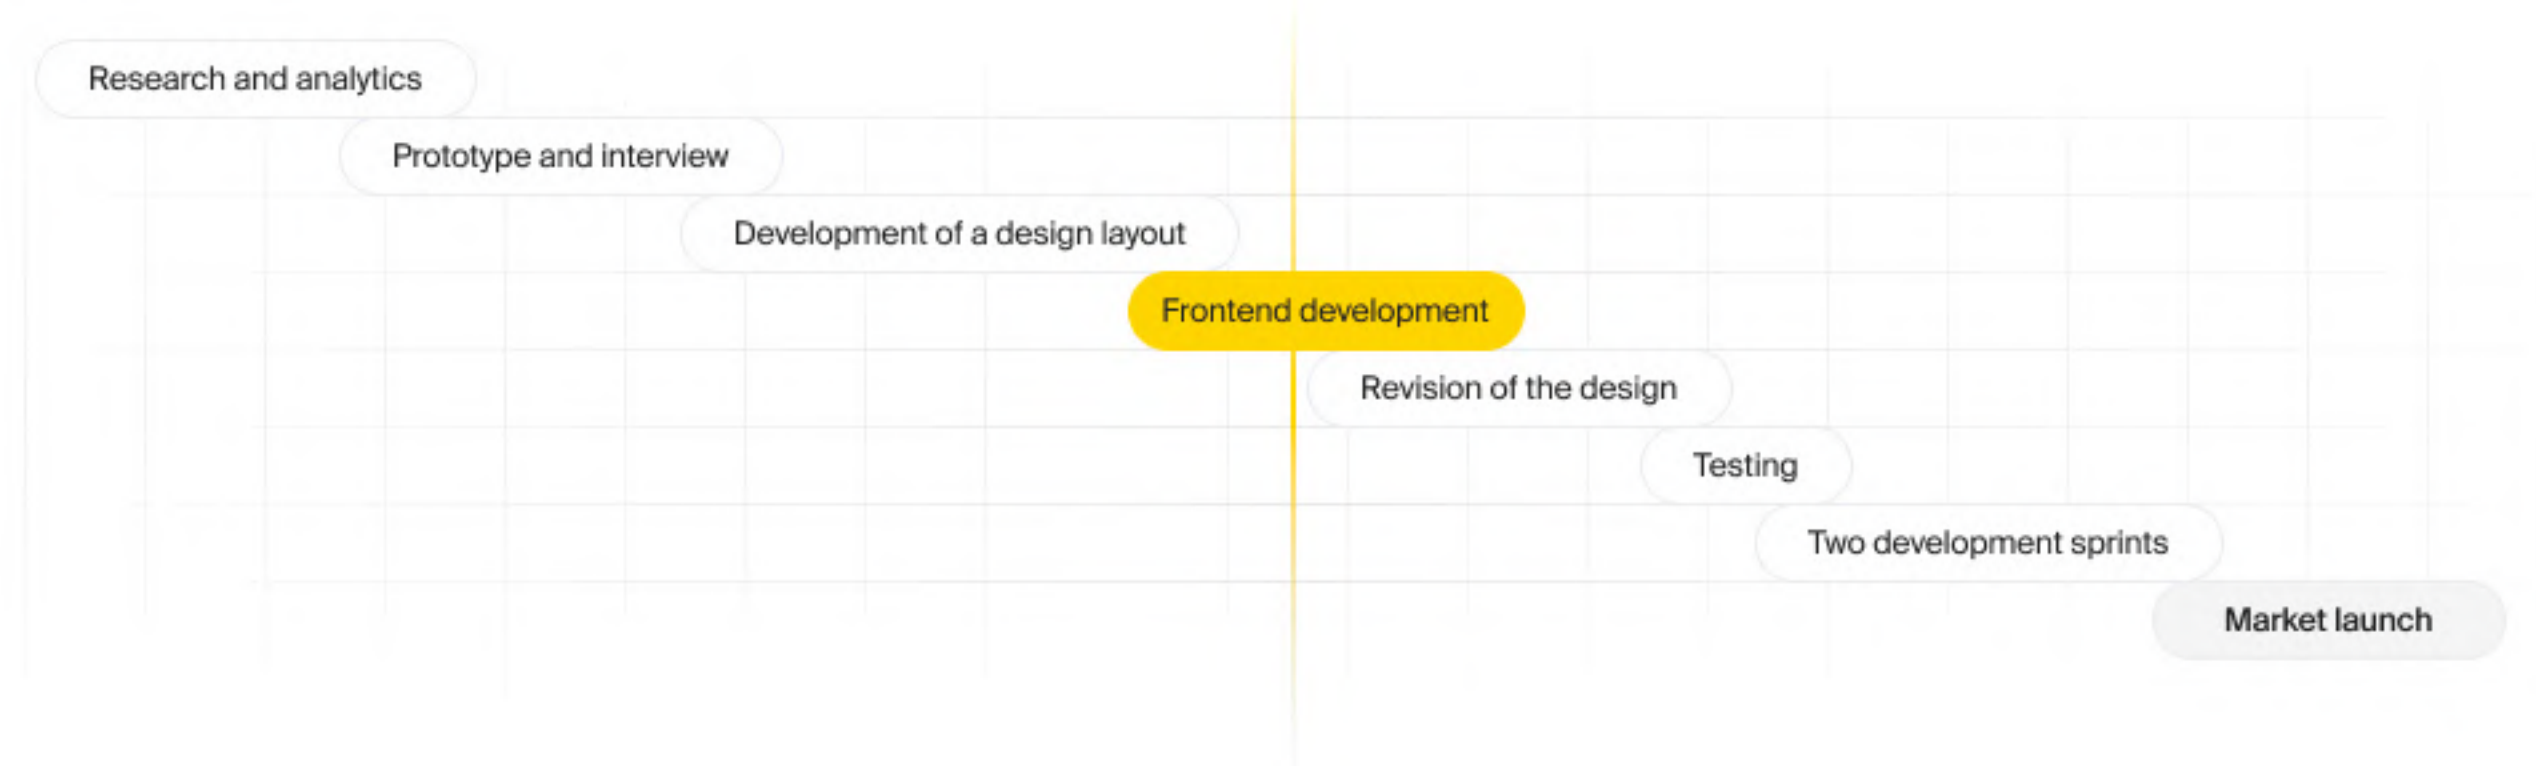 Research and analytics
Prototype and interview
Development of a design layout
Frontend development
Revision of the design
Testing
Two development sprints
Market launch